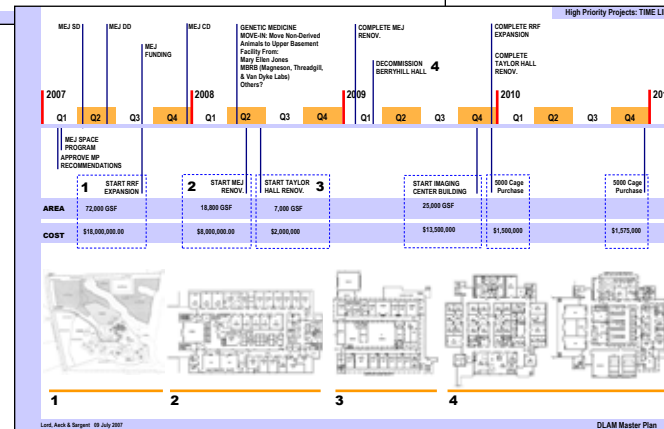 High Priority Projects: TIME LI
MEJ SD
MEJ DD
MEJ
FUNDING
MEJ CD
GENETIC MEDICINE
MOVE-IN: Move Non-Derived
Animals to Upper Basement
Facility From:
Mary Ellen Jones
MBRB (Magneson, Threadgill,
& Van Dyke Labs)
Others?
COMPLETE MEJ
RENOV.
DECOMMISSION
BERRYHILL HALL
4
COMPLETE RRF
EXPANSION
COMPLETE
TAYLOR HALL
RENOV.
2007
2008
2009
2010
201
Q1 Q2 Q3 Q4 Q1 Q2 Q3 Q4 Q1 Q2 Q3 Q4 Q1 Q2 Q3 Q4
MEJ SPACE
PROGRAM
APPROVE MP
RECOMMENDATIONS
1 START RRF
EXPANSION
2 START MEJ
RENOV.
START TAYLOR
HALL RENOV.
3
START IMAGING
CENTER BUILDING
5000 Cage
Purchase
5000 Cage
Purchase
AREA 72,000 GSF 18,800 GSF 7,000 GSF 25,000 GSF
COST $18,000,000.00 $8,000,000.00 $2,000,000 $13,500,000 $1,500,000 $1,575,000
1 2 3 4
Lord, Aeck & Sargent 09 July 2007
DLAM Master Plan